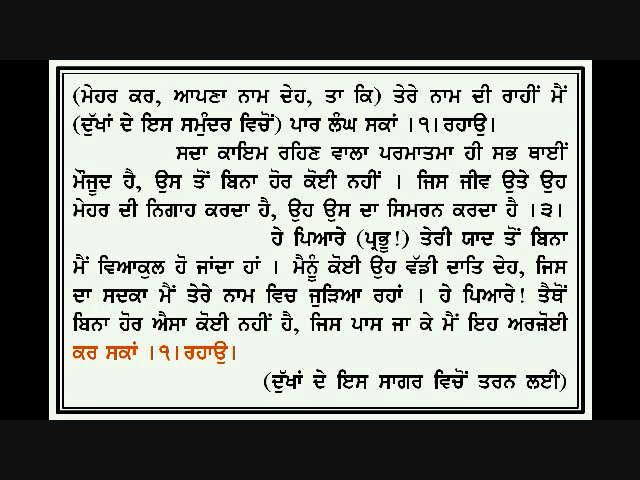 (ਮੇਹਰ ਕਰ, ਆਪਣਾ ਨਾਮ ਦੇਹ, ਤਾ ਕਿ) ਤੇਰੇ ਨਾਮ ਦੀ ਰਾਹੀਂ ਮੈਂ
(ਦੁੱਖਾਂ ਦੇ ਇਸ ਸਮੁੰਦਰ ਵਿਚੋਂ) ਪਾਰ ਲੰਘ ਸਕਾਂ ।੧।ਰਹਾਉ।
ਸਦਾ ਕਾਇਮ ਰਹਿਣ ਵਾਲਾ ਪਰਮਾਤਮਾ ਹੀ ਸਭ ਥਾਈਂ
ਮੌਜੂਦ ਹੈ, ਉਸ ਤੋਂ ਬਿਨਾ ਹੋਰ ਕੋਈ ਨਹੀਂ । ਜਿਸ ਜੀਵ ਉਤੇ ਉਹ
ਮੇਹਰ ਦੀ ਨਿਗਾਹ ਕਰਦਾ ਹੈ, ਉਹ ਉਸ ਦਾ ਸਿਮਰਨ ਕਰਦਾ ਹੈ ।੩।
ਹੇ ਪਿਆਰੇ (ਪ੍ਰਭੂ!) ਤੇਰੀ ਯਾਦ ਤੋਂ ਬਿਨਾ
ਮੈਂ ਵਿਆਕੁਲ ਹੋ ਜਾਂਦਾ ਹਾਂ । ਮੈਨੂੰ ਕੋਈ ਉਹ ਵੱਡੀ ਦਾਤਿ ਦੇਹ, ਜਿਸ
ਦਾ ਸਦਕਾ ਮੈਂ ਤੇਰੇ ਨਾਮ ਵਿਚ ਜੁੜਿਆ ਰਹਾਂ । ਹੇ ਪਿਆਰੇ! ਤੈਥੋਂ
ਬਿਨਾ ਹੋਰ ਐਸਾ ਕੋਈ ਨਹੀਂ ਹੈ, ਜਿਸ ਪਾਸ ਜਾ ਕੇ ਮੈਂ ਇਹ ਅਰਜ਼ੋਈ
ਕਰ ਸਕਾਂ ।੧।ਰਹਾਉ।
(ਦੁੱਖਾਂ ਦੇ ਇਸ ਸਾਗਰ ਵਿਚੋਂ ਤਰਨ ਲਈ)